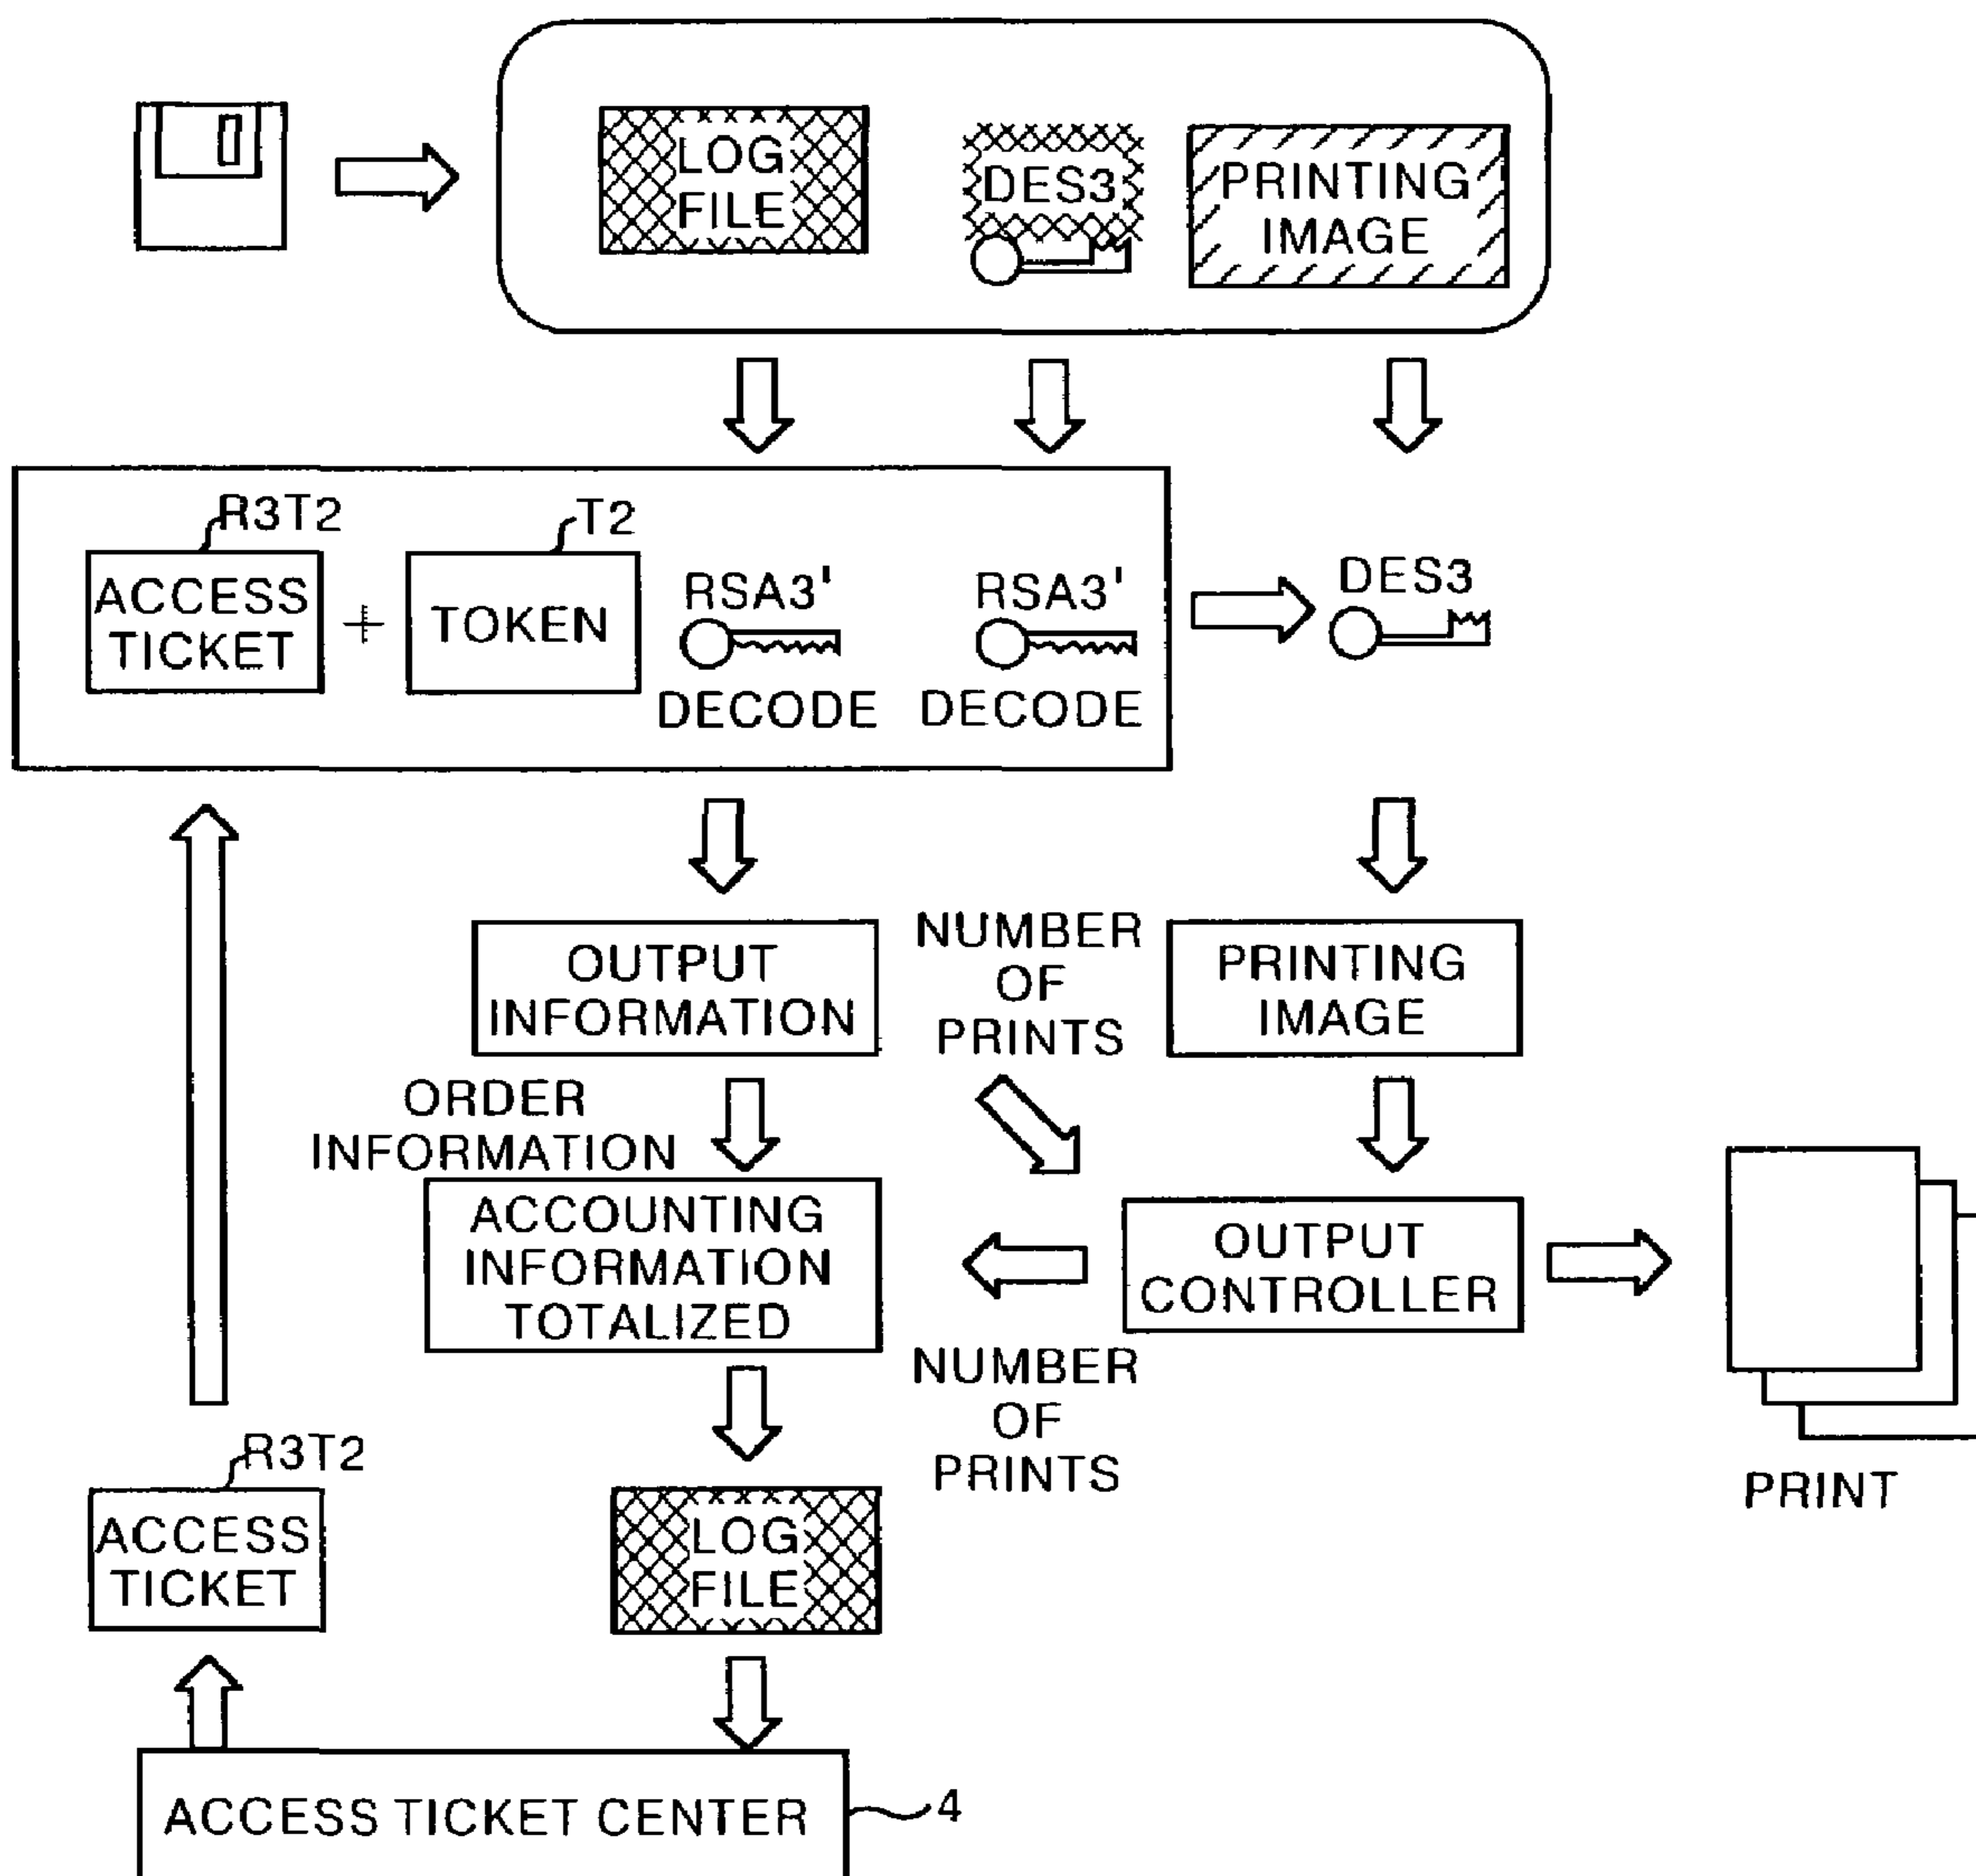 LOG
FILE
DES3
PRINTING
IMAGE
R3T2
T2
ACCESS
TICKET
+
TOKEN
RSA3'
DECODE
RSA3'
DECODE
DES3
OUTPUT
INFORMATION
NUMBER
OF
PRINTS
PRINTING
IMAGE
ORDER
INFORMATION
ACCOUNTING
INFORMATION
TOTALIZED
OUTPUT
CONTROLLER
NUMBER
OF
PRINTS
PRINT
R3T2
ACCESS
TICKET
LOG
FILE
ACCESS TICKET CENTER
4